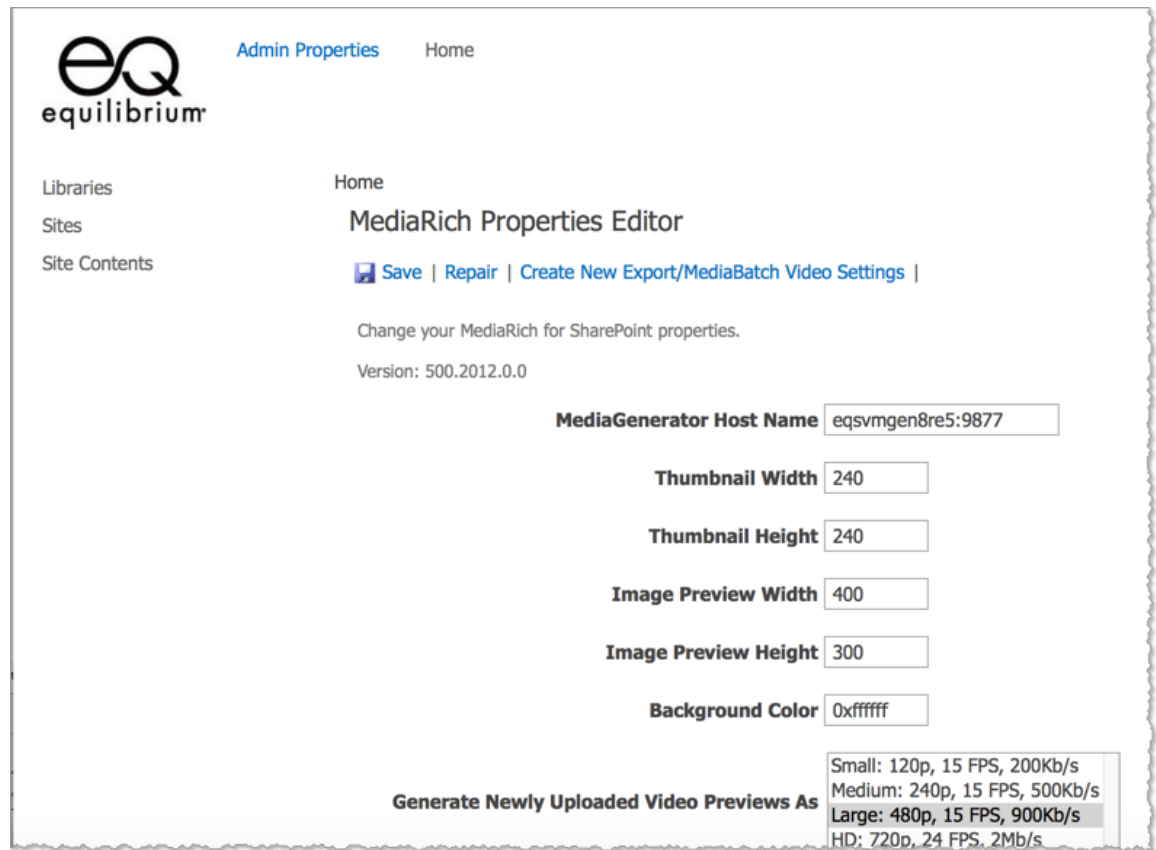 eQ
equilibrium
Admin Properties Home
Libraries
Sites
Site Contents
Home
MediaRich Properties Editor
Save | Repair | Create New Export/MediaBatch Video Settings |
Change your MediaRich for SharePoint properties.
Version: 500.2012.0.0
MediaGenerator Host Name eqsvmgen8re5:9877
Thumbnail Width 240
Thumbnail Height 240
Image Preview Width 400
Image Preview Height 300
Background Color 0xffffff
Generate Newly Uploaded Video Previews As
Small: 120p, 15 FPS, 200Kb/s
Medium: 240p, 15 FPS, 500Kb/s
Large: 480p, 15 FPS, 900Kb/s
HD: 720p, 24 FPS, 2Mb/s